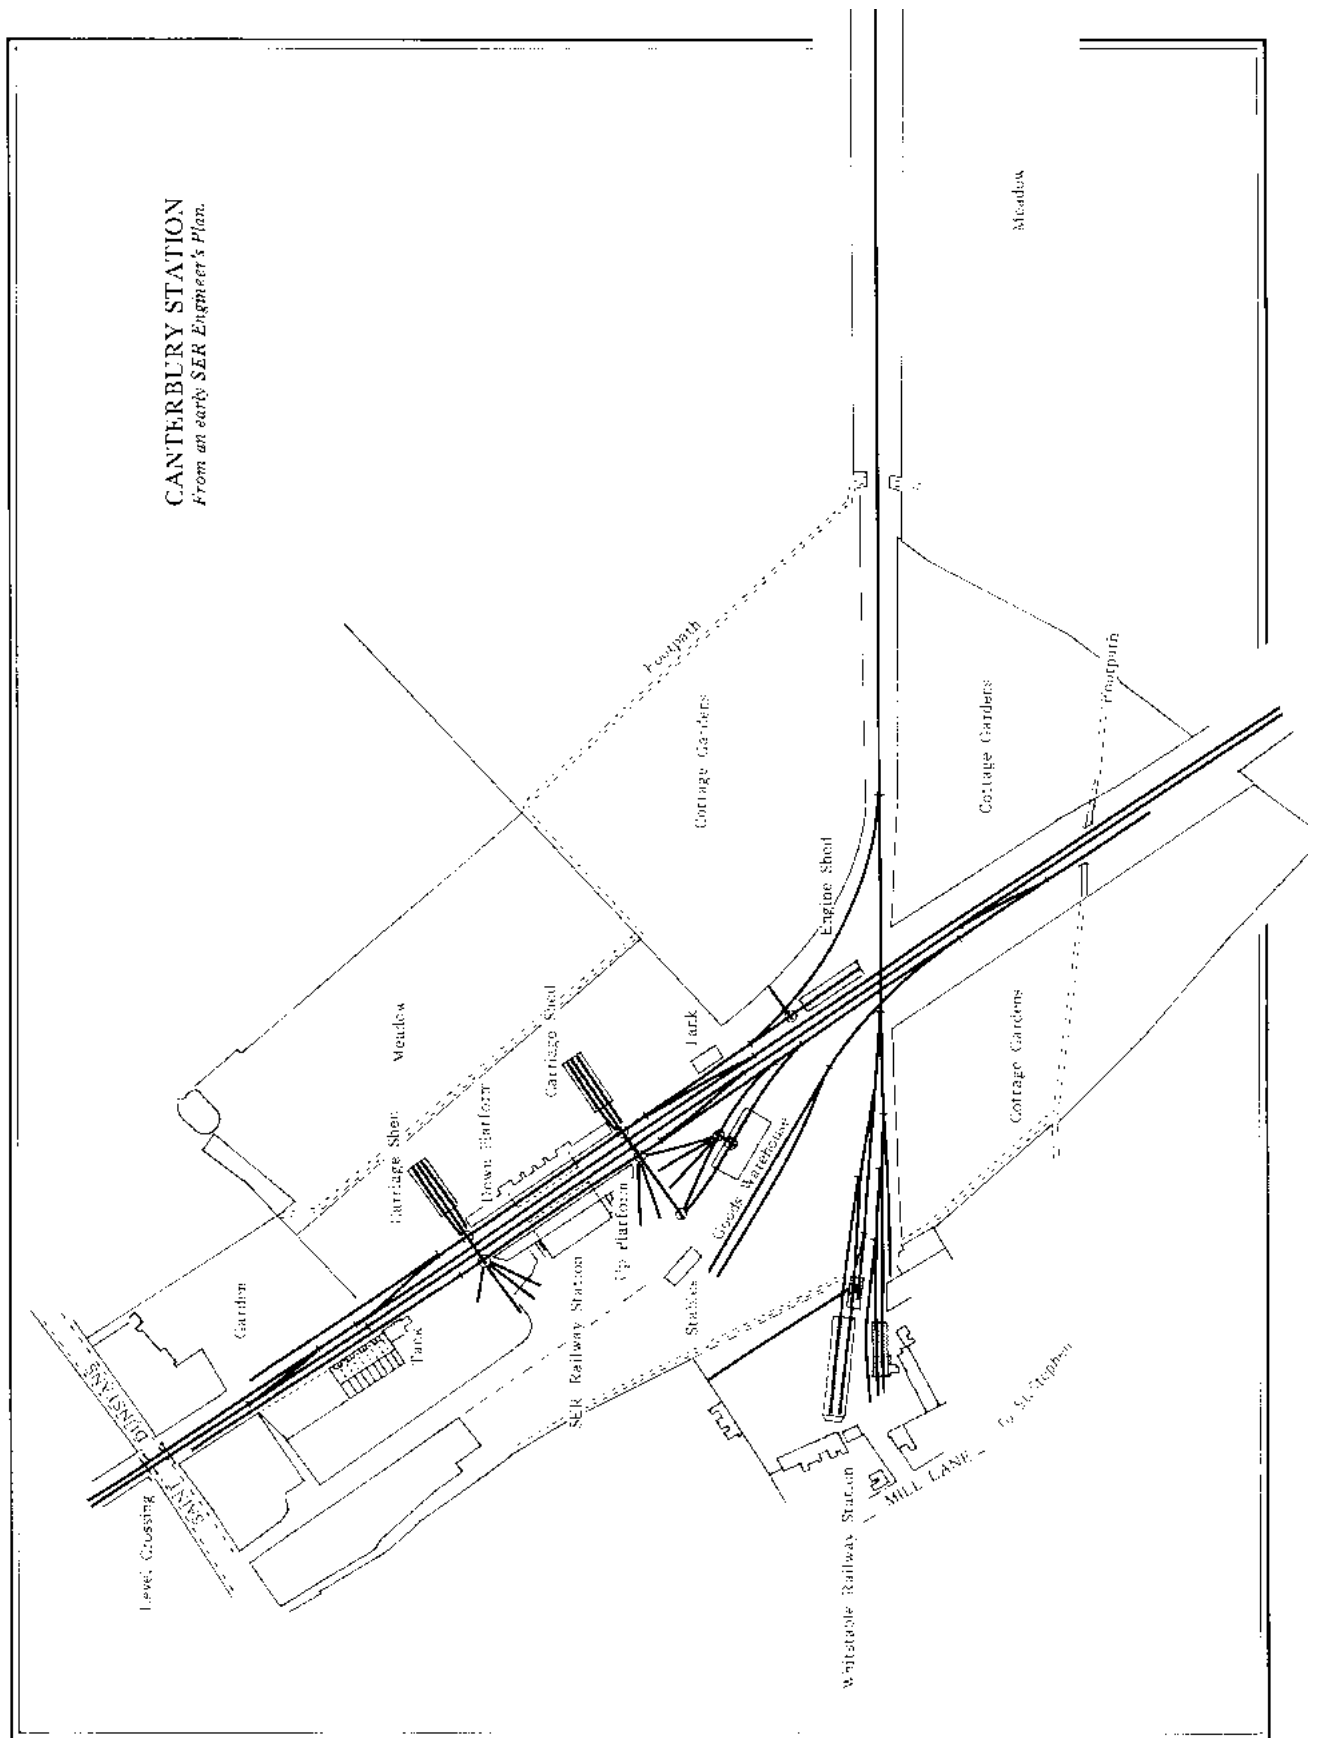 CANTERBURY STATION
From an early SER Engineer's Plan.
Meadow
Footpath
Cottage Gardens
Cottage Gardens
Footpath
Engine Shed
Meadow
Carriage Shed
Tank
Cottage Gardens
Carriage Shed
Down Platform
Goods Warehouse
Up Platform
Garden
Tank
SER Railway Station
Stables
SAINT DUNSTANS
Level Crossing
To St. Stephen
MILL LANE
Whitstable Railway Station